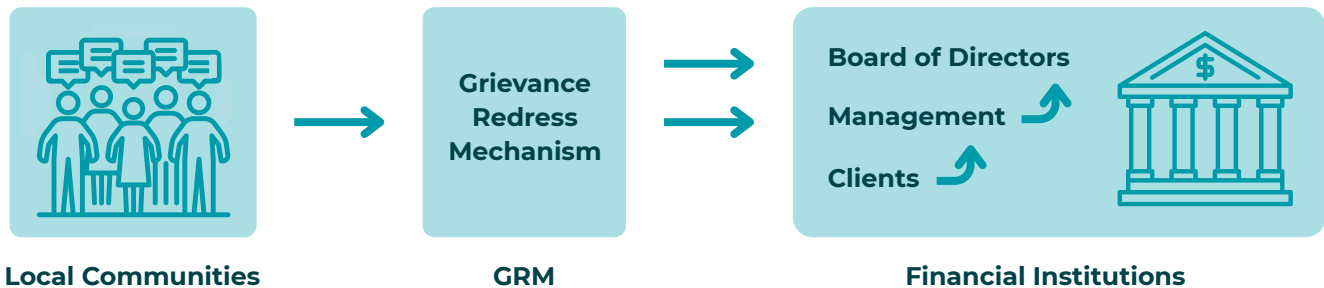 Grievance
Redress
Mechanism
Board of Directors
Management
Clients
$
Local Communities
GRM
Financial Institutions